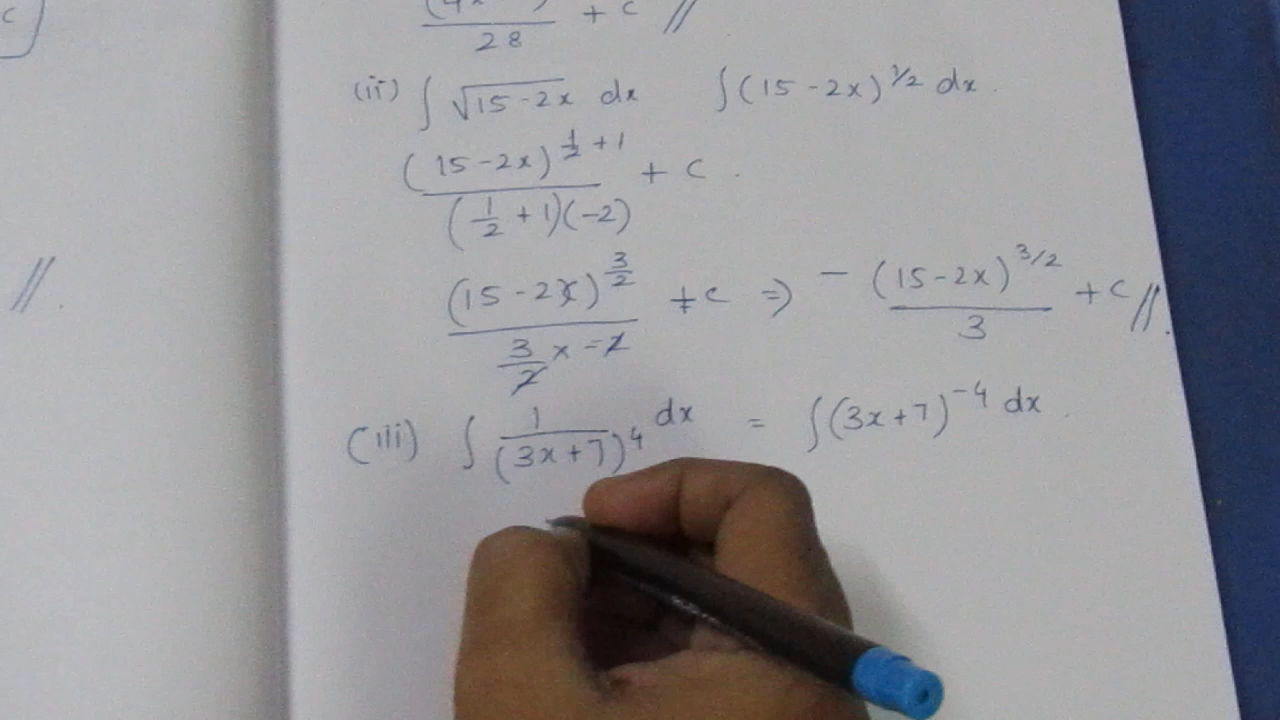 c
28 + c //
(ii) ∫ √15-2x dx ∫(15-2x)^1/2 dx.
(15-2x)^1/2+1 / (1/2+1)(-2) + c.
(15-2x)^3/2 / 3/2 x -2 + c ⇒ - (15-2x)^3/2 / 3 + c //.
//.
(iii) ∫ 1/(3x+7)^4 dx = ∫(3x+7)^-4 dx.